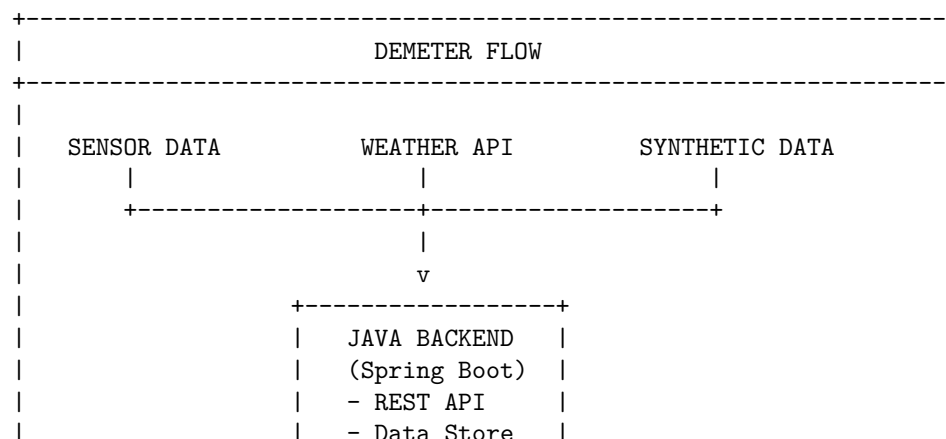 DEMETER FLOW
SENSOR DATA WEATHER API SYNTHETIC DATA
v
JAVA BACKEND
(Spring Boot)
- REST API
- Data Store